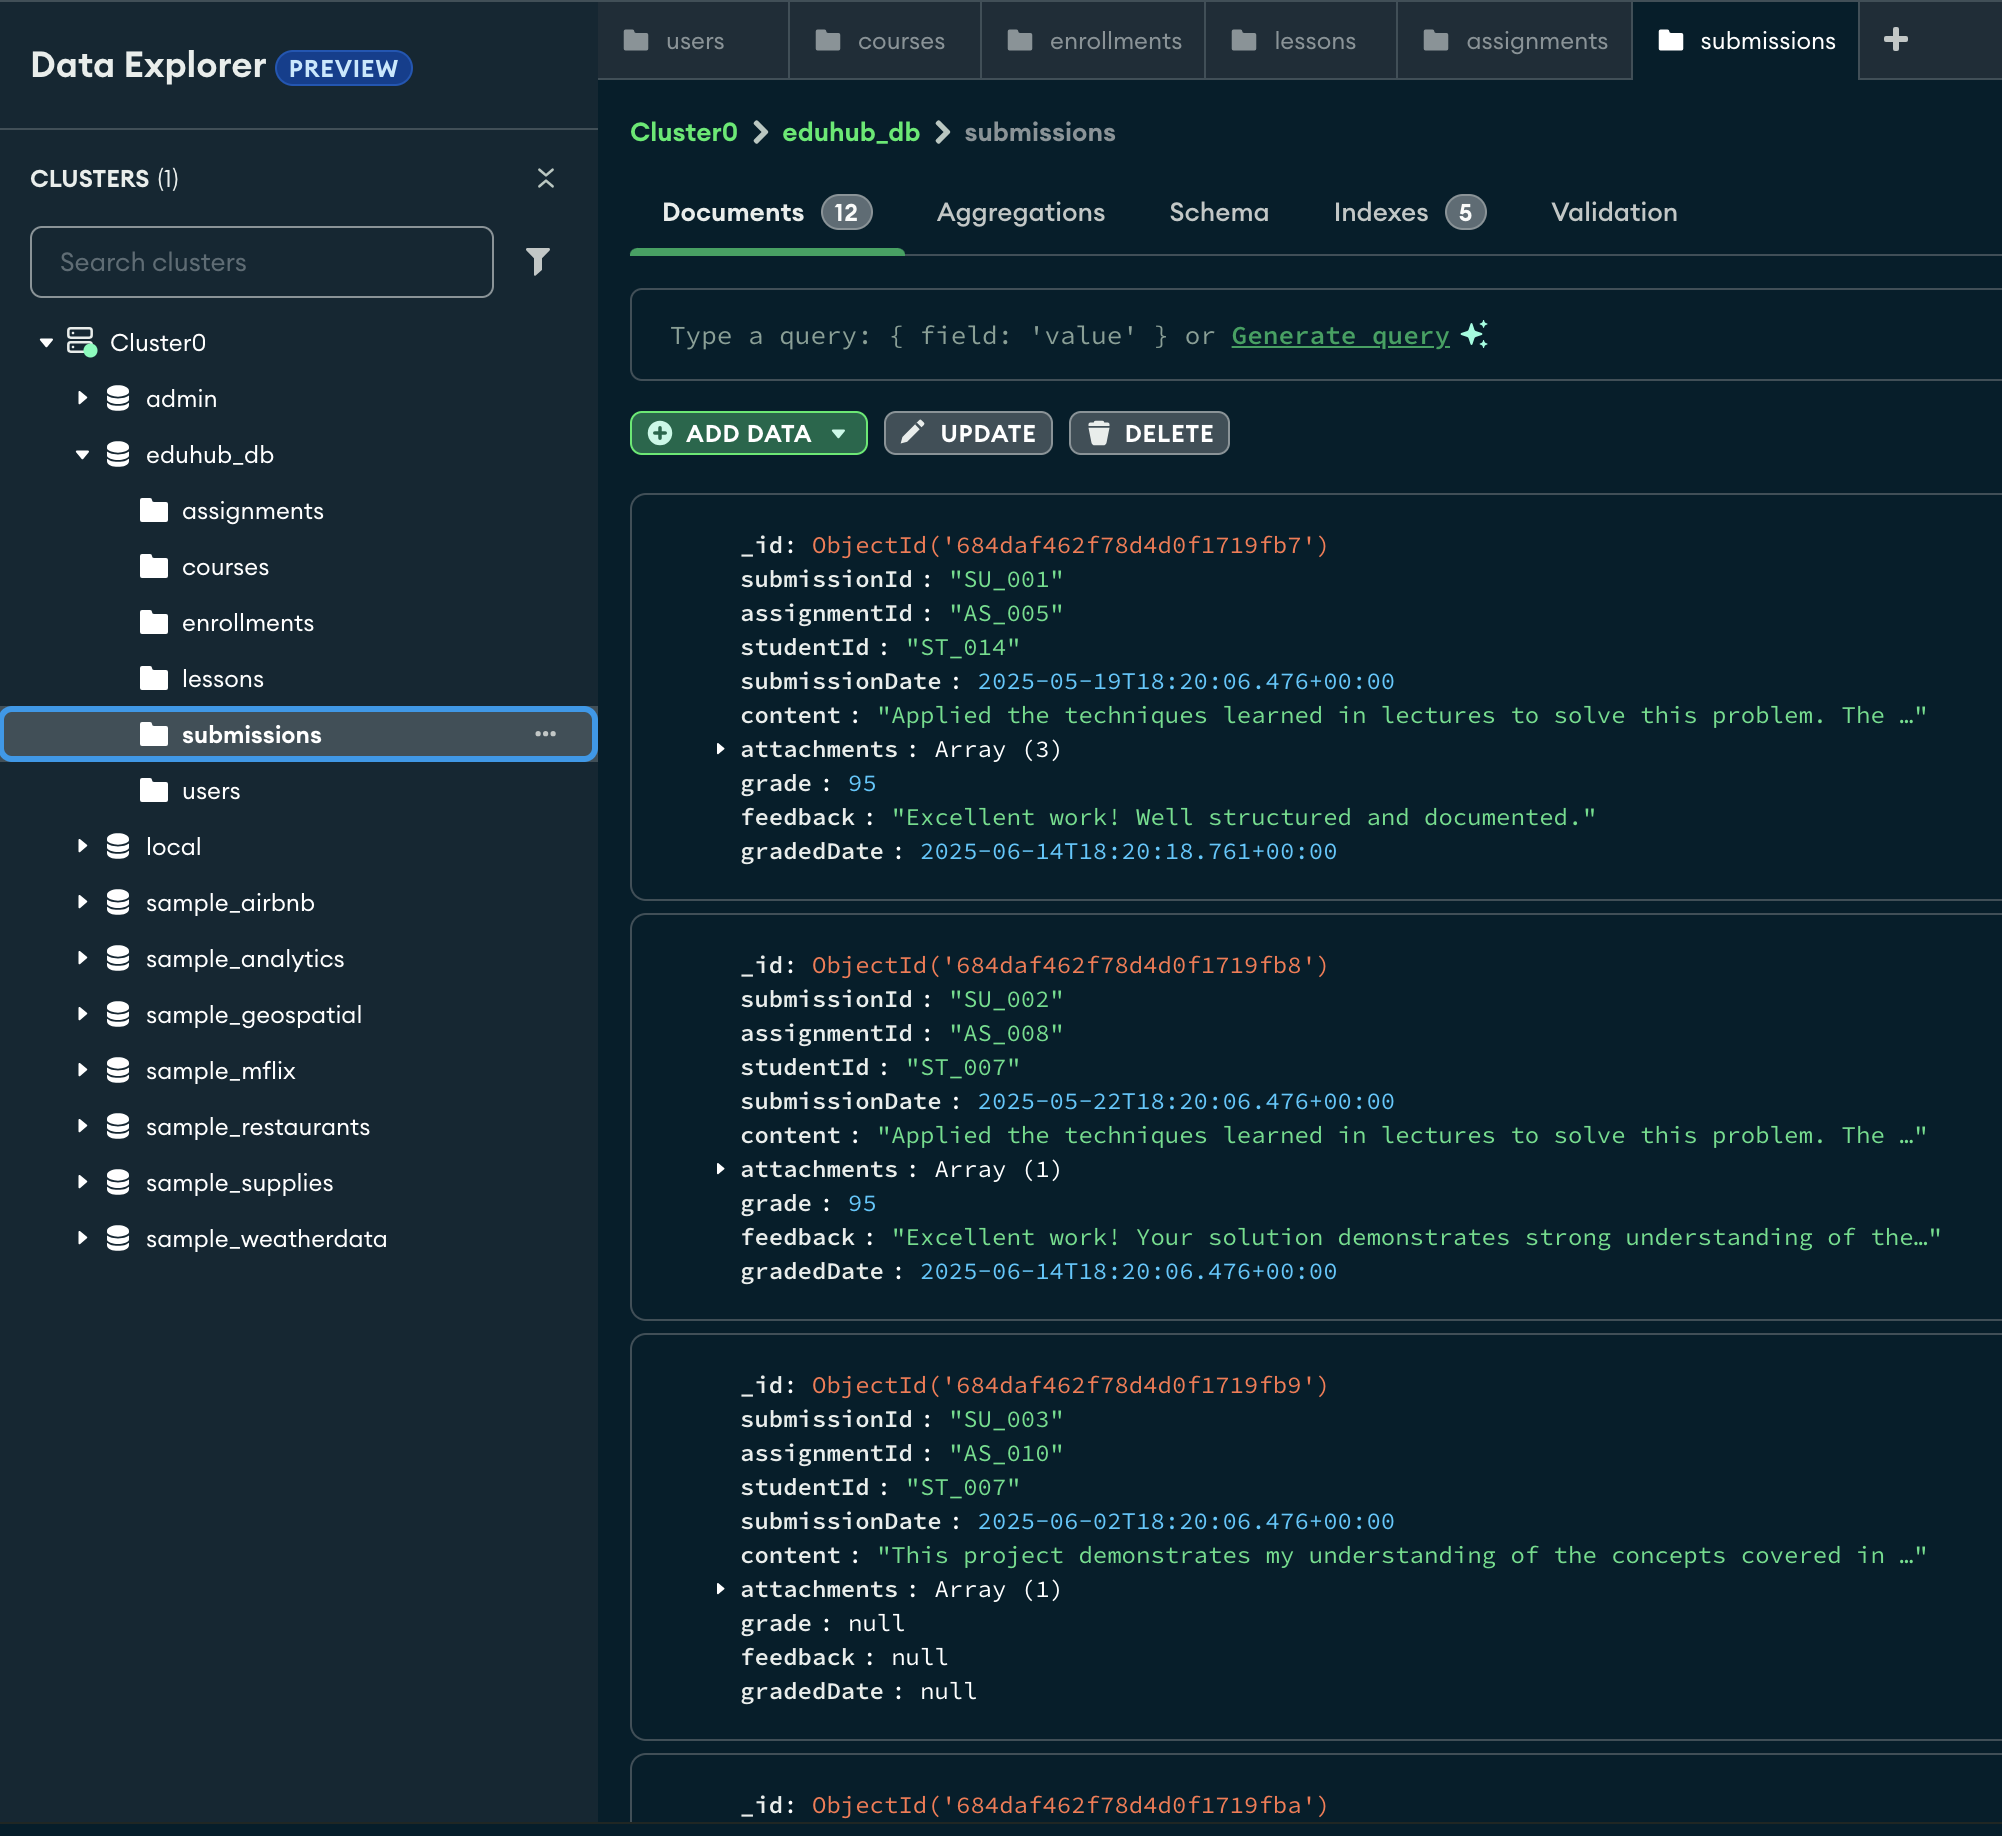 Data Explorer PREVIEW
CLUSTERS (1)
Search clusters
Cluster0
admin
eduhub_db
assignments
courses
enrollments
lessons
submissions
users
local
sample_airbnb
sample_analytics
sample_geospatial
sample_mflix
sample_restaurants
sample_supplies
sample_weatherdata
users courses enrollments lessons assignments submissions
Cluster0 > eduhub_db > submissions
Documents 12 Aggregations Schema Indexes 5 Validation
Type a query: { field: 'value' } or Generate query
ADD DATA UPDATE DELETE
_id: ObjectId('684daf462f78d4d0f1719fb7')
submissionId : "SU_001"
assignmentId : "AS_005"
studentId : "ST_014"
submissionDate : 2025-05-19T18:20:06.476+00:00
content : "Applied the techniques learned in lectures to solve this problem. The …"
attachments : Array (3)
grade : 95
feedback : "Excellent work! Well structured and documented."
gradedDate : 2025-06-14T18:20:18.761+00:00
_id: ObjectId('684daf462f78d4d0f1719fb8')
submissionId : "SU_002"
assignmentId : "AS_008"
studentId : "ST_007"
submissionDate : 2025-05-22T18:20:06.476+00:00
content : "Applied the techniques learned in lectures to solve this problem. The …"
attachments : Array (1)
grade : 95
feedback : "Excellent work! Your solution demonstrates strong understanding of the…"
gradedDate : 2025-06-14T18:20:06.476+00:00
_id: ObjectId('684daf462f78d4d0f1719fb9')
submissionId : "SU_003"
assignmentId : "AS_010"
studentId : "ST_007"
submissionDate : 2025-06-02T18:20:06.476+00:00
content : "This project demonstrates my understanding of the concepts covered in …"
attachments : Array (1)
grade : null
feedback : null
gradedDate : null
_id: ObjectId('684daf462f78d4d0f1719fba')